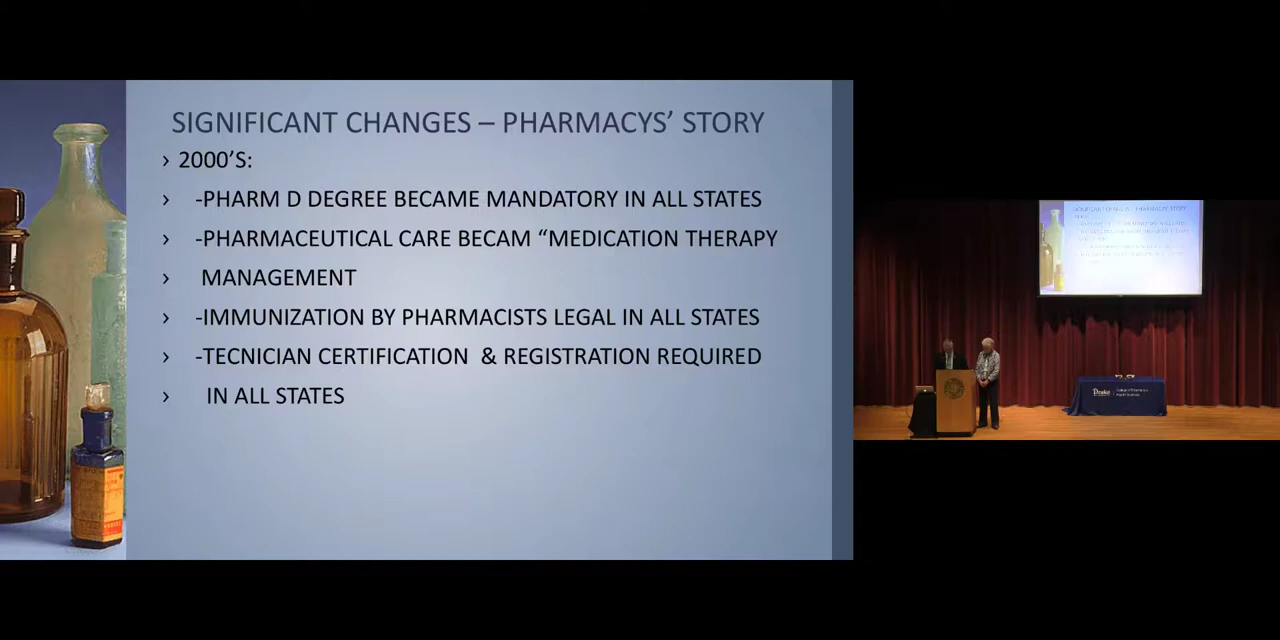 SIGNIFICANT CHANGES – PHARMACYS’ STORY
› 2000’S:
› -PHARM D DEGREE BECAME MANDATORY IN ALL STATES
› -PHARMACEUTICAL CARE BECAM “MEDICATION THERAPY
› MANAGEMENT
› -IMMUNIZATION BY PHARMACISTS LEGAL IN ALL STATES
› -TECNICIAN CERTIFICATION & REGISTRATION REQUIRED
› IN ALL STATES
Drake